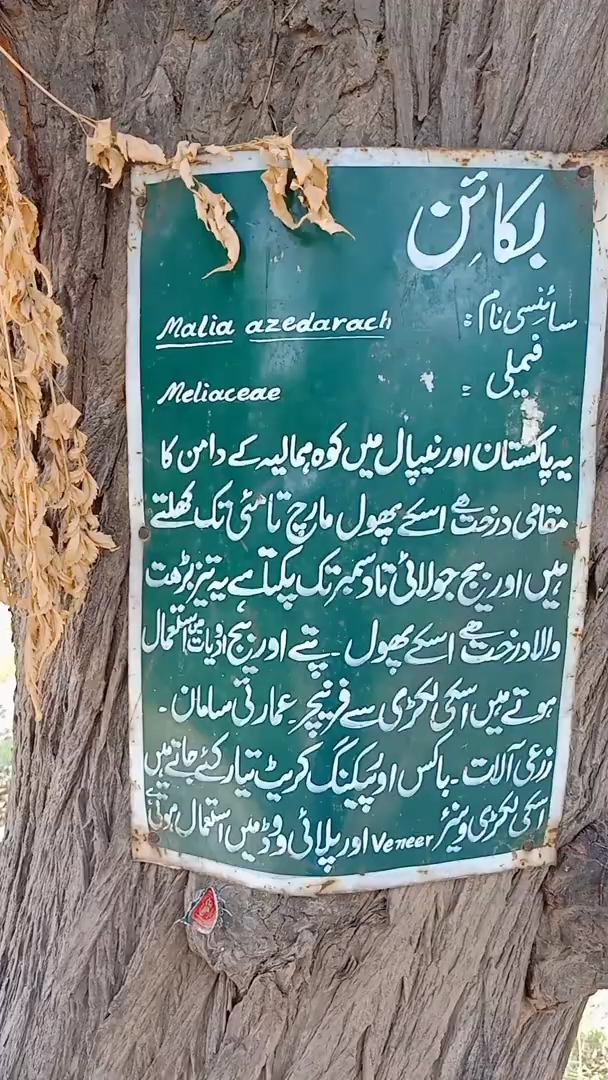 بکائِن
سائنسی نام : Malia azedarach
فیملی : Meliaceae
یہ پاکستان اور نیپال میں کوہ ہمالیہ کے دامن کا
مقامی درخت ہے اسکے پھول مارچ تا مئی تک کھلتے
ہیں اور بیج جولائی تا دسمبر تک پکتا ہے یہ تیز بڑھت
والا درخت ہے اسکے پھول ۔ پتے اور بیج ادویات میں استعمال
ہوتے ہیں اسکی لکڑی سے فرنیچر ۔ عمارتی سامان ۔
زرعی آلات ۔ باکس اور پیکنگ کریٹ تیار کئے جاتے ہیں
اسکی لکڑی وینئر Veneer اور پلائی ووڈ میں استعمال ہوتی ہے